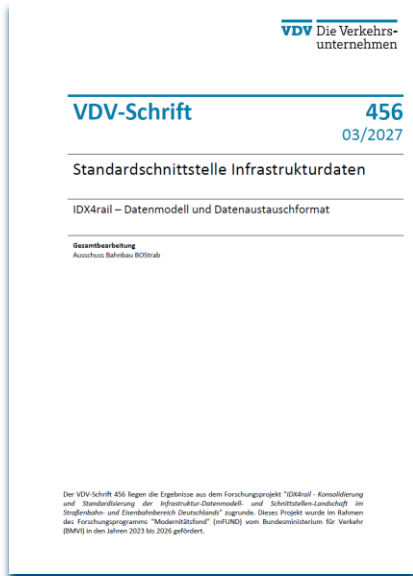 VDV Die Verkehrs-
unternehmen
VDV-Schrift 456
03/2027
Standardschnittstelle Infrastrukturdaten
IDX4rail – Datenmodell und Datenaustauschformat
Gesamtbearbeitung
Ausschuss Bahnbau BOStrab
Der VDV-Schrift 456 liegen die Ergebnisse aus dem Forschungsprojekt "IDX4rail - Konsolidierung
und Standardisierung der Infrastruktur-Datenmodell- und Schnittstellen-Landschaft im
Straßenbahn- und Eisenbahnbereich Deutschlands" zugrunde. Dieses Projekt wurde im Rahmen
des Forschungsprogramms "Modernitätsfond" (mFUND) vom Bundesministerium für Verkehr
(BMVI) in den Jahren 2023 bis 2026 gefördert.